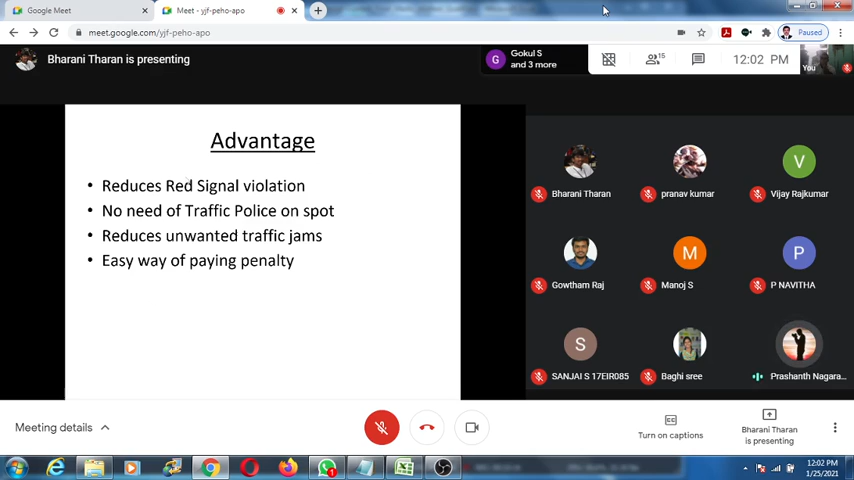 Google Meet
Meet - yjf-peho-apo
meet.google.com/yjf-peho-apo
Paused
Bharani Tharan is presenting
G
Gokul S
and 3 more
15
12:02 PM
You
Advantage
• Reduces Red Signal violation
• No need of Traffic Police on spot
• Reduces unwanted traffic jams
• Easy way of paying penalty
Bharani Tharan
pranav kumar
V
Vijay Rajkumar
Gowtham Raj
M
Manoj S
P
P NAVITHA
S
SANJAI S 17EIR085
Baghi sree
Prashanth Nagara...
Meeting details
Turn on captions
Bharani Tharan
is presenting
12:02 PM
1/25/2021